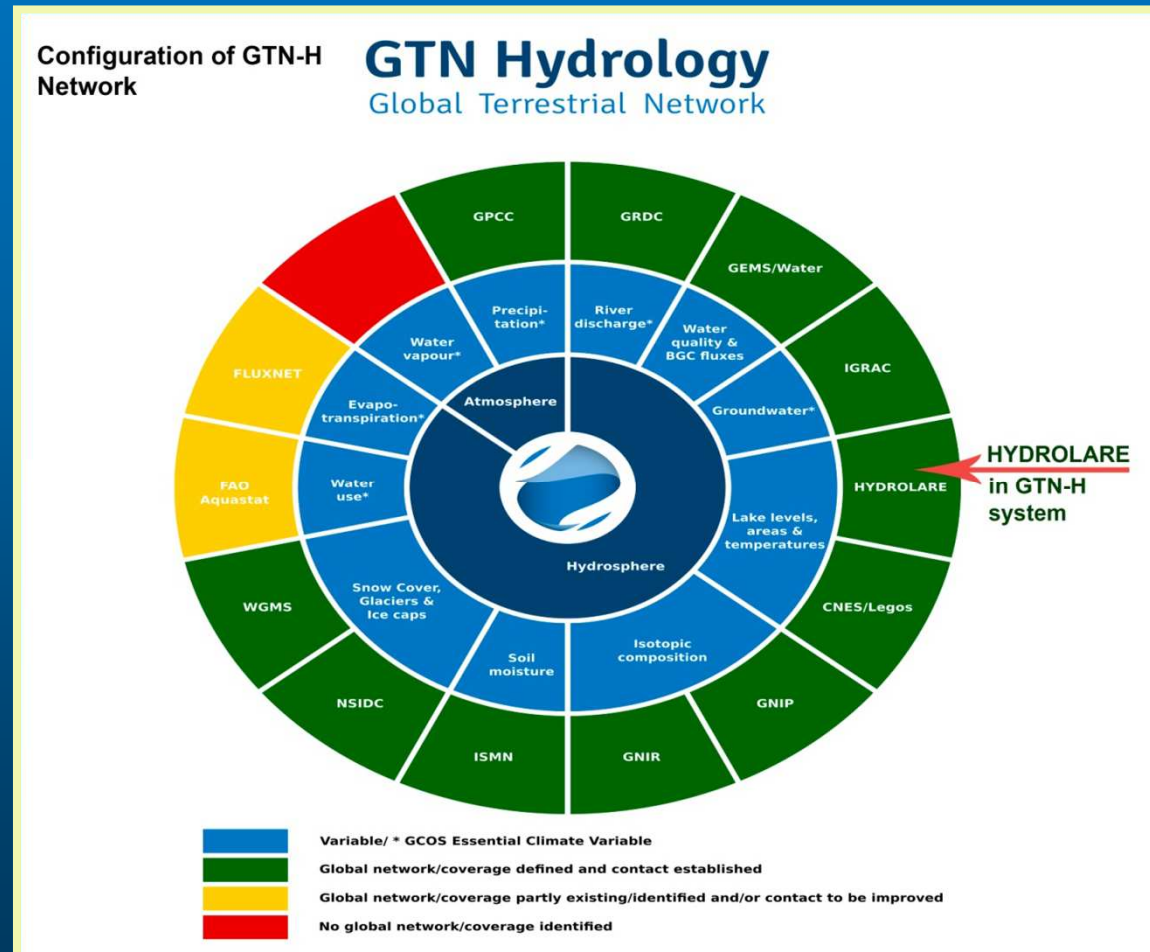 Configuration of GTN-H
Network
GTN Hydrology
Global Terrestrial Network
GPCC
GRDC
GEMS/Water
IGRAC
HYDROLARE
CNES/Legos
GNIP
GNIR
ISMN
NSIDC
WGMS
FAO
Aquastat
FLUXNET
Water
vapour*
Precipi-
tation*
River
discharge*
Water
quality &
BGC fluxes
Groundwater*
Lake levels,
areas &
temperatures
Isotopic
composition
Soil
moisture
Snow Cover,
Glaciers &
Ice caps
Water
use*
Evapo-
transpiration*
Atmosphere
Hydrosphere
HYDROLARE
in GTN-H
system
Variable/ * GCOS Essential Climate Variable
Global network/coverage defined and contact established
Global network/coverage partly existing/identified and/or contact to be improved
No global network/coverage identified